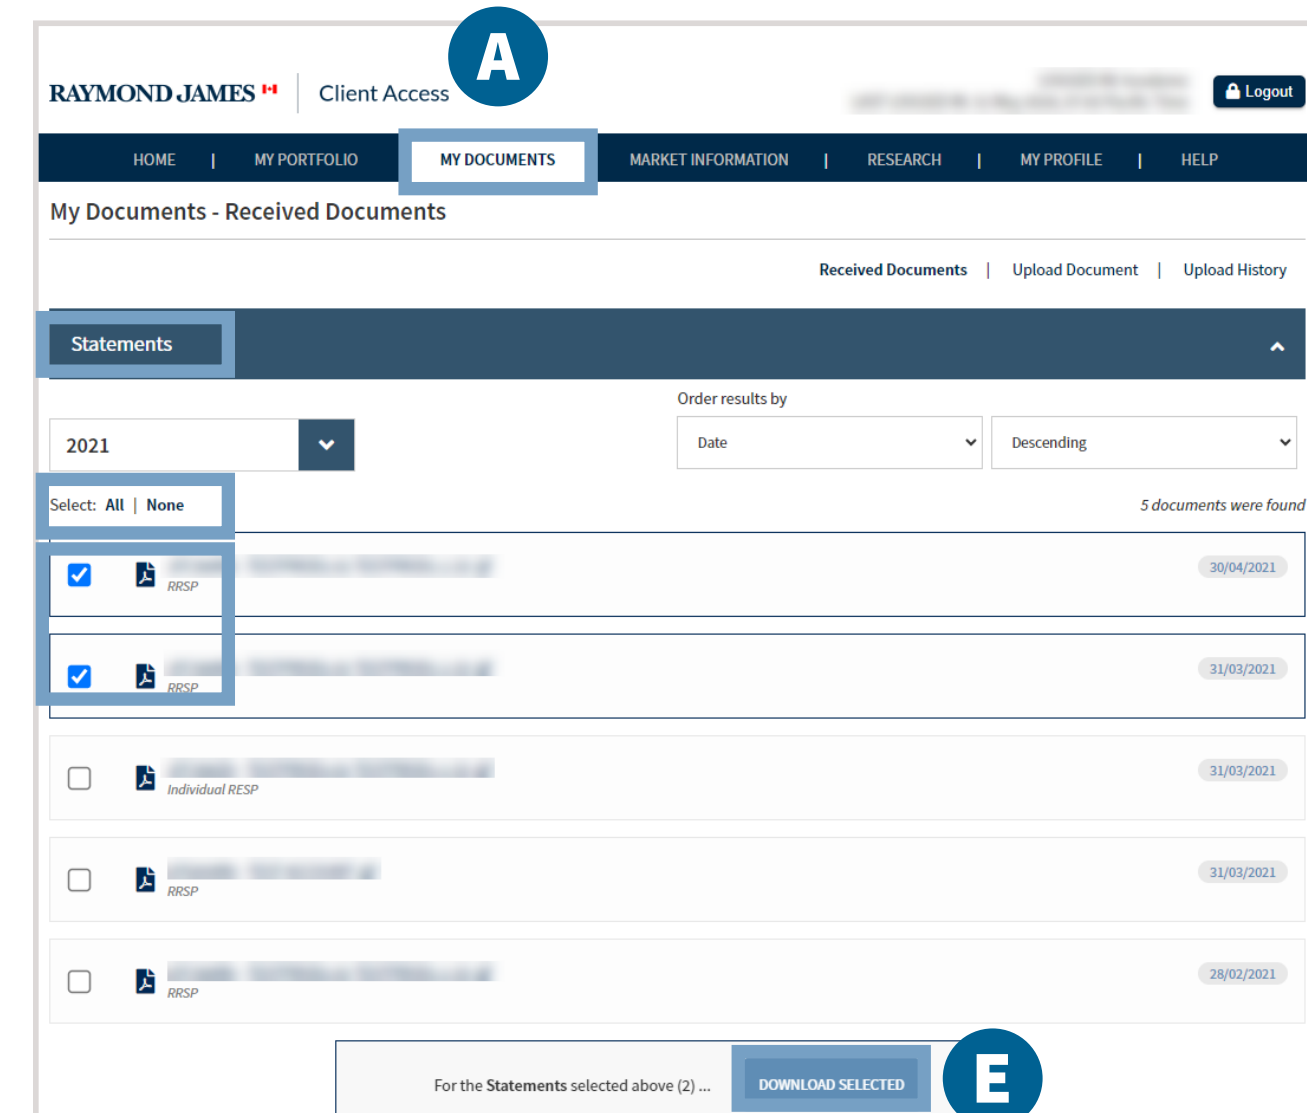 A
RAYMOND JAMES Client Access Logout
HOME | MY PORTFOLIO MY DOCUMENTS MARKET INFORMATION | RESEARCH | MY PROFILE | HELP
My Documents - Received Documents
Received Documents | Upload Document | Upload History
Statements
Order results by
2021 Date Descending
Select: All | None 5 documents were found
30/04/2021
RRSP
31/03/2021
RRSP
31/03/2021
Individual RESP
31/03/2021
RRSP
28/02/2021
RRSP
For the Statements selected above (2) ... DOWNLOAD SELECTED E